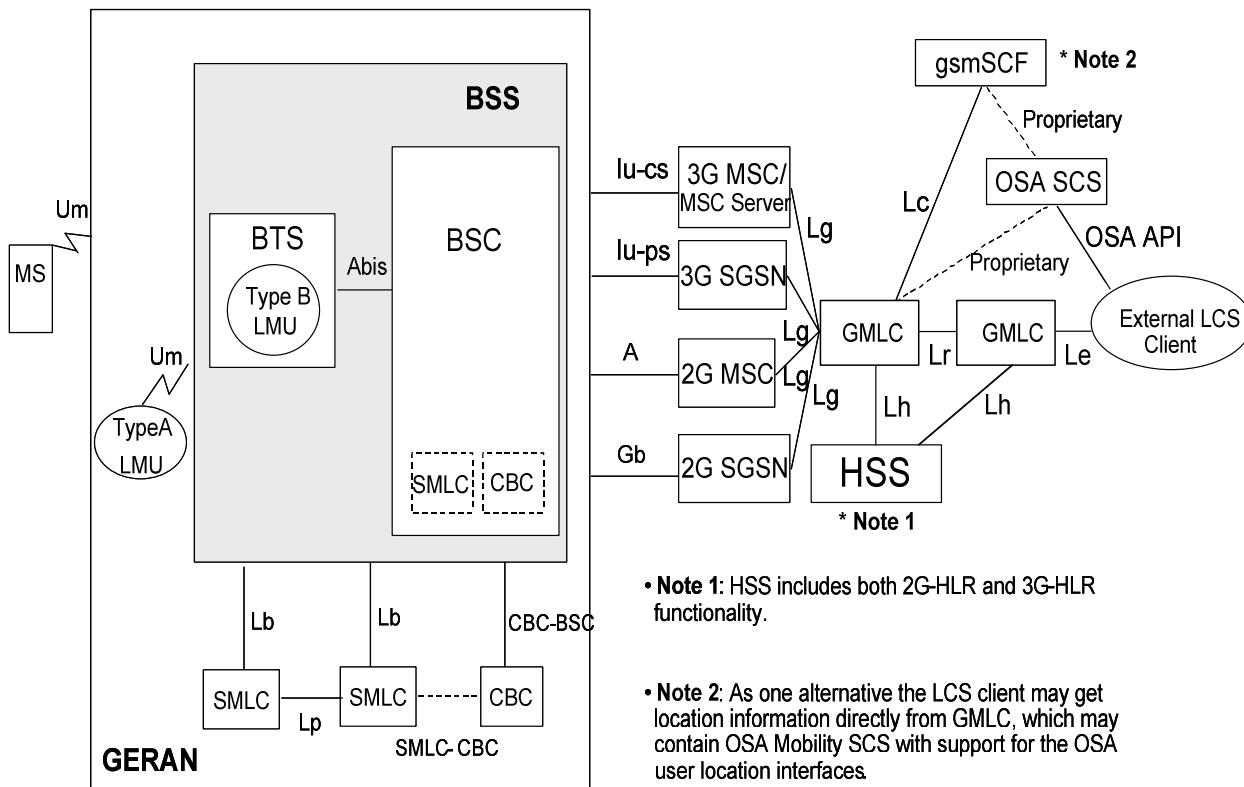 gsmSCF
* Note 2
BSS
Proprietary
Iu-cs
3G MSC/
MSC Server
OSA SCS
Um
Lc
Lg
OSA API
BTS
BSC
Iu-ps
3G SGSN
Proprietary
MS
Abis
Type B
LMU
GMLC
GMLC
External LCS
Client
Lg
Lr
Le
Um
A
2G MSC
Lg
Lg
Lh
Lh
TypeA
LMU
Gb
2G SGSN
HSS
SMLC
CBC
* Note 1
• Note 1: HSS includes both 2G-HLR and 3G-HLR
functionality.
Lb
Lb
CBC-BSC
SMLC
SMLC
CBC
Lp
SMLC- CBC
GERAN
• Note 2: As one alternative the LCS client may get
location information directly from GMLC, which may
contain OSA Mobility SCS with support for the OSA
user location interfaces.